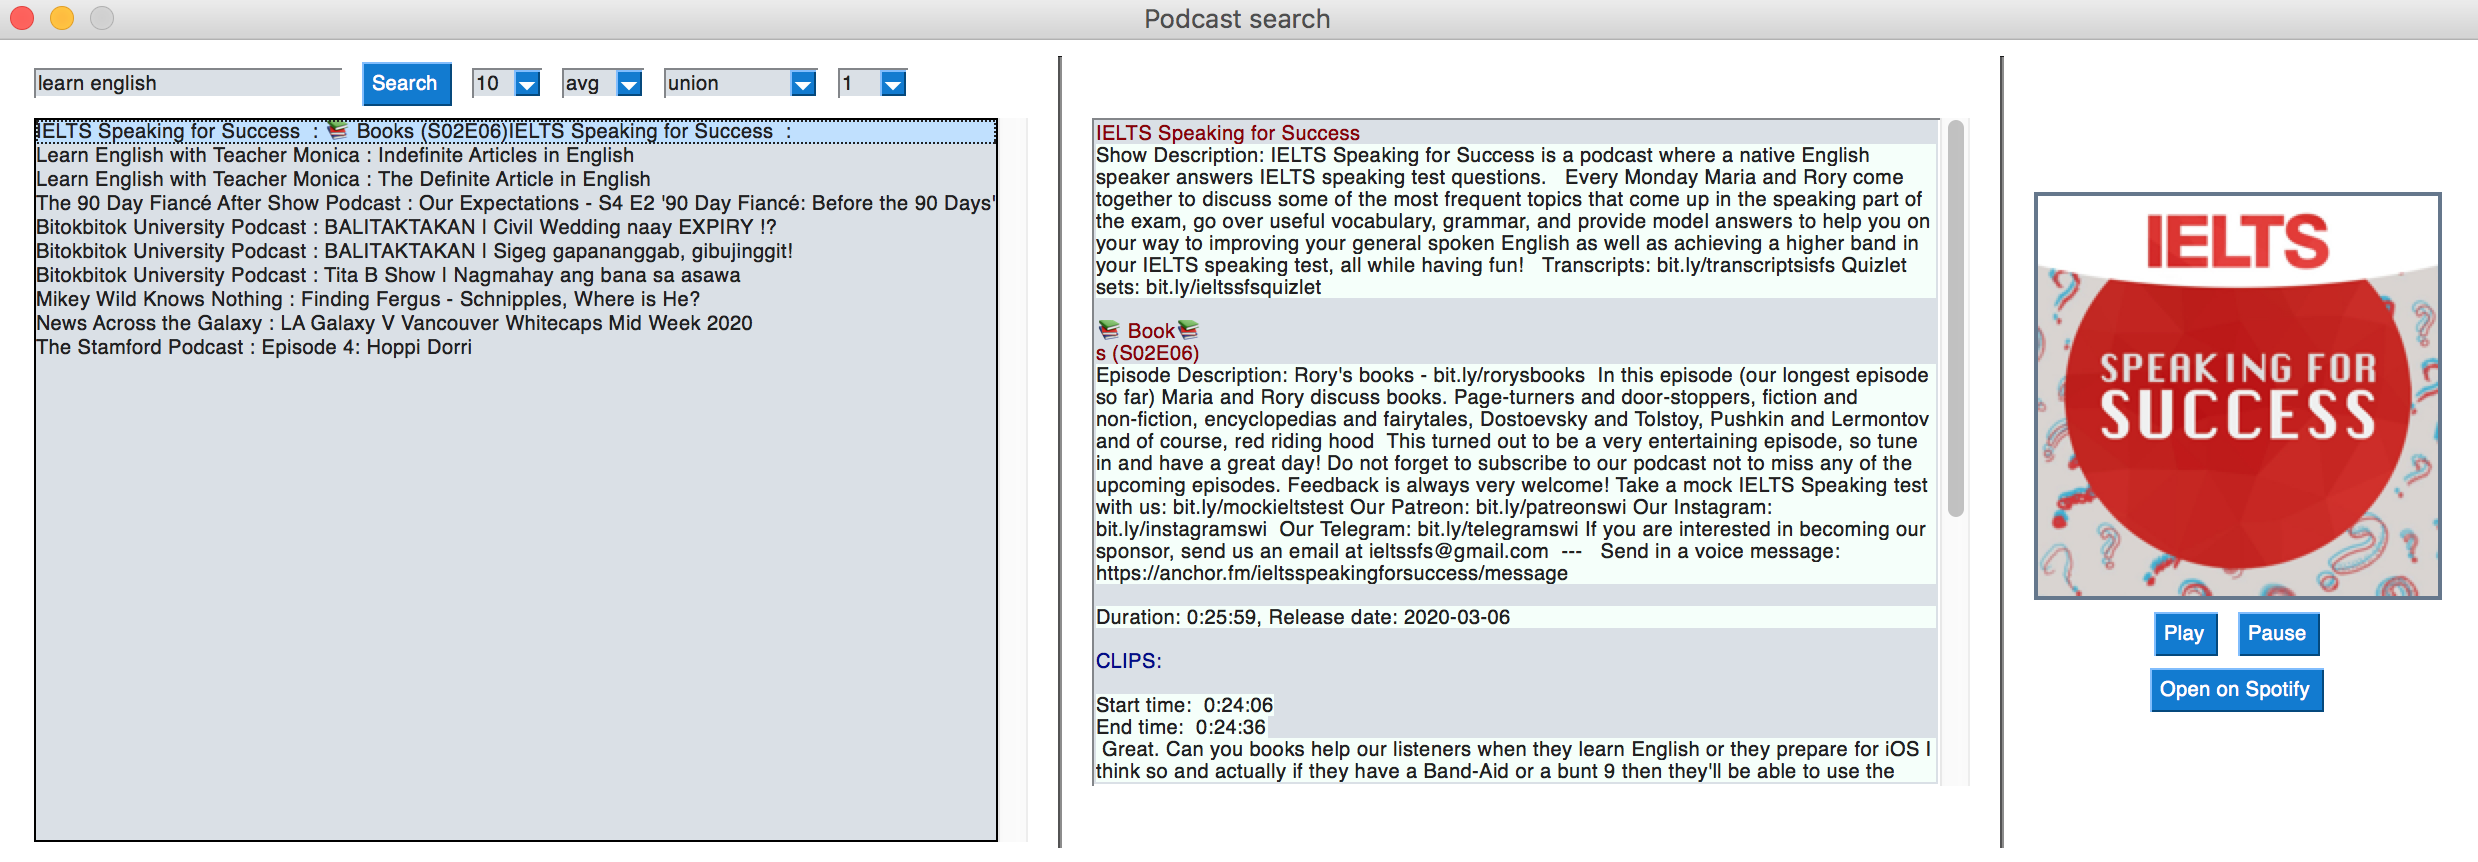 Podcast search
learn english
Search
10
avg
union
1
IELTS Speaking for Success  : 📚 Books (S02E06)IELTS Speaking for Success  :
Learn English with Teacher Monica : Indefinite Articles in English
Learn English with Teacher Monica : The Definite Article in English
The 90 Day Fiancé After Show Podcast : Our Expectations - S4 E2 '90 Day Fiancé: Before the 90 Days'
Bitokbitok University Podcast : BALITAKTAKAN I Civil Wedding naay EXPIRY !?
Bitokbitok University Podcast : BALITAKTAKAN I Sigeg gapananggab, gibujinggit!
Bitokbitok University Podcast : Tita B Show I Nagmahay ang bana sa asawa
Mikey Wild Knows Nothing : Finding Fergus - Schnipples, Where is He?
News Across the Galaxy : LA Galaxy V Vancouver Whitecaps Mid Week 2020
The Stamford Podcast : Episode 4: Hoppi Dorri
IELTS Speaking for Success
Show Description: IELTS Speaking for Success is a podcast where a native English
speaker answers IELTS speaking test questions.   Every Monday Maria and Rory come
together to discuss some of the most frequent topics that come up in the speaking part of
the exam, go over useful vocabulary, grammar, and provide model answers to help you on
your way to improving your general spoken English as well as achieving a higher band in
your IELTS speaking test, all while having fun!   Transcripts: bit.ly/transcriptsisfs Quizlet
sets: bit.ly/ieltssfsquizlet
📚 Book📚
s (S02E06)
Episode Description: Rory's books - bit.ly/rorysbooks  In this episode (our longest episode
so far) Maria and Rory discuss books. Page-turners and door-stoppers, fiction and
non-fiction, encyclopedias and fairytales, Dostoevsky and Tolstoy, Pushkin and Lermontov
and of course, red riding hood  This turned out to be a very entertaining episode, so tune
in and have a great day! Do not forget to subscribe to our podcast not to miss any of the
upcoming episodes. Feedback is always very welcome! Take a mock IELTS Speaking test
with us: bit.ly/mockieltstest Our Patreon: bit.ly/patreonswi Our Instagram:
bit.ly/instagramswi  Our Telegram: bit.ly/telegramswi If you are interested in becoming our
sponsor, send us an email at ieltssfs@gmail.com  ---   Send in a voice message:
https://anchor.fm/ieltsspeakingforsuccess/message
Duration: 0:25:59, Release date: 2020-03-06
CLIPS:
Start time:  0:24:06
End time:  0:24:36
Great. Can you books help our listeners when they learn English or they prepare for iOS I
think so and actually if they have a Band-Aid or a bunt 9 then they'll be able to use the
IELTS
SPEAKING FOR
SUCCESS
Play
Pause
Open on Spotify